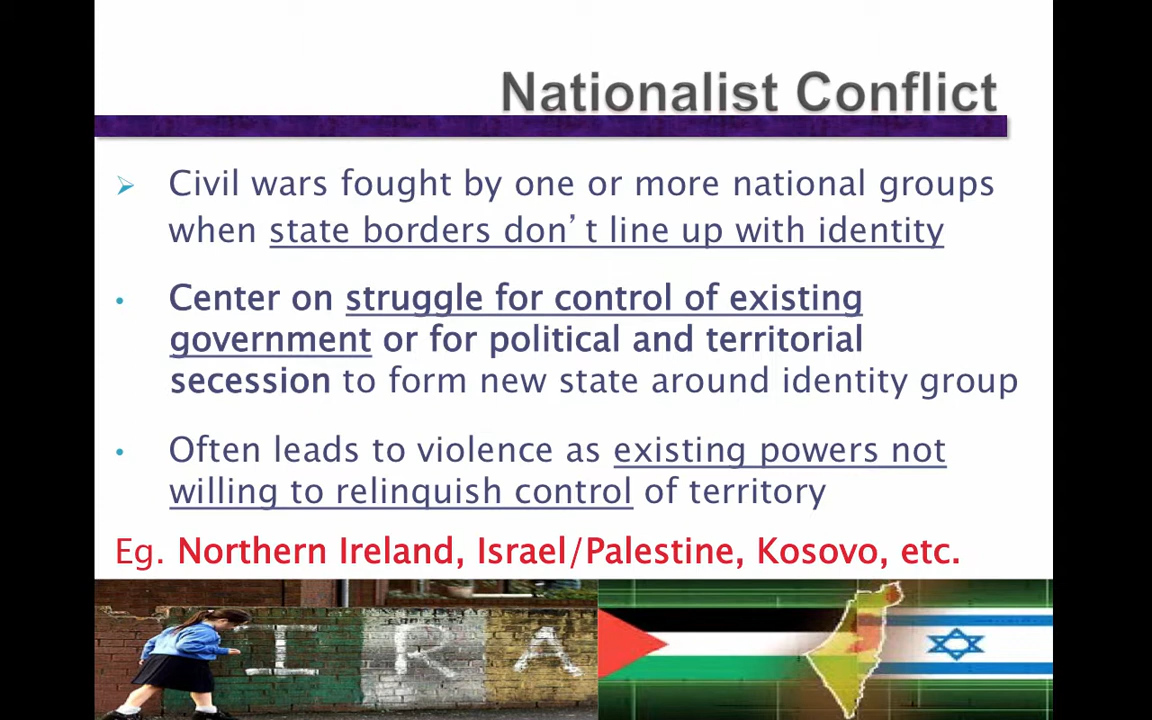 Nationalist Conflict
Civil wars fought by one or more national groups
when state borders don’t line up with identity
Center on struggle for control of existing
government or for political and territorial
secession to form new state around identity group
Often leads to violence as existing powers not
willing to relinquish control of territory
Eg. Northern Ireland, Israel/Palestine, Kosovo, etc.
IRA